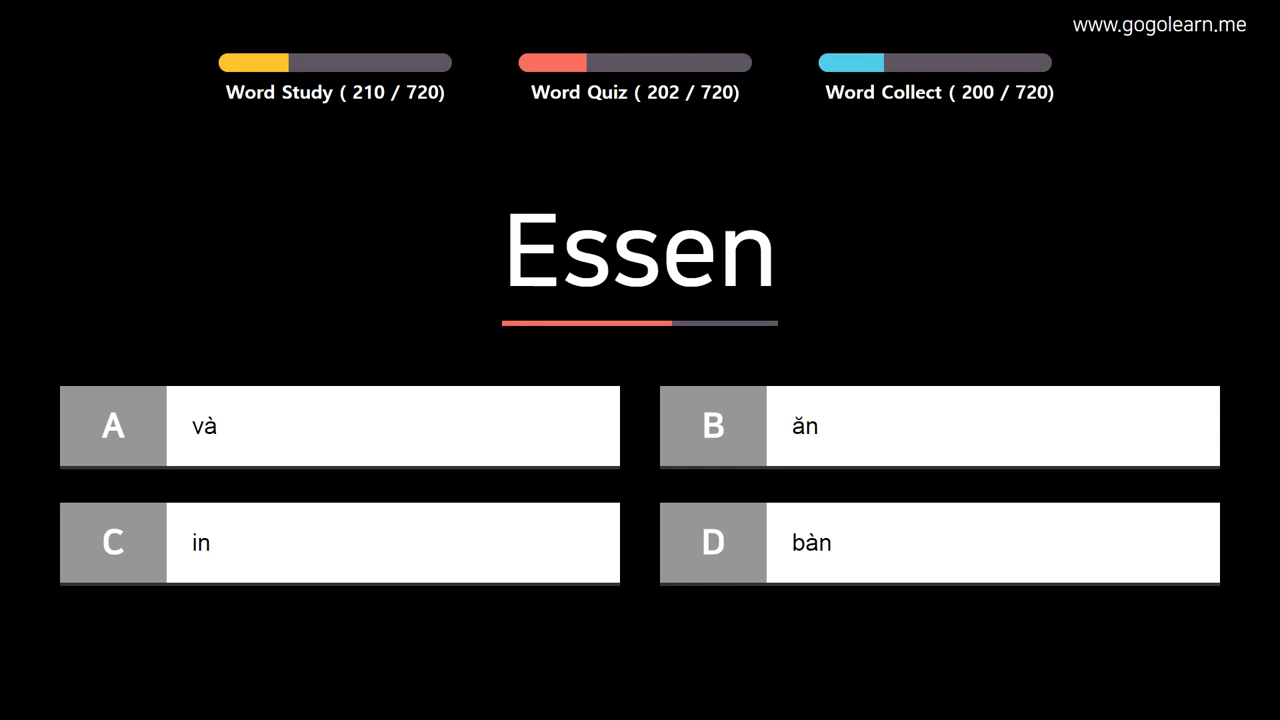 www.gogolearn.me
Word Study ( 210 / 720)
Word Quiz ( 202 / 720)
Word Collect ( 200 / 720)
Essen
A
và
B
ăn
C
in
D
bàn